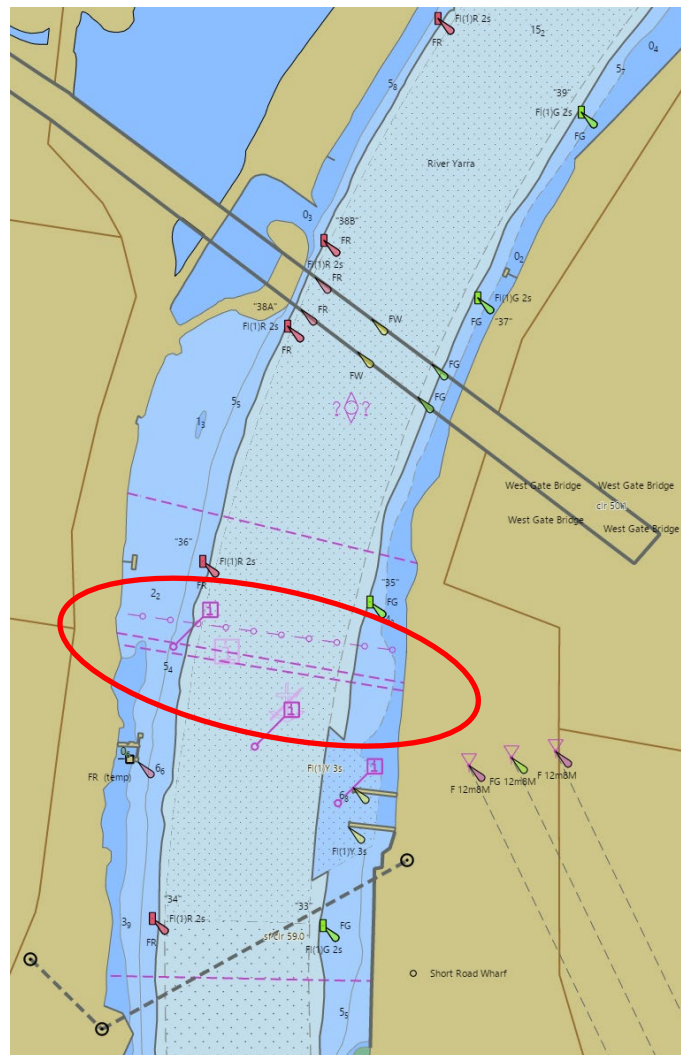 Fl(1)R 2s
FR
15₂
0₄
5₇
5₈
"39"
Fl(1)G 2s
FG
River Yarra
0₃
"38B"
FR
Fl(1)R 2s
FR
0₂
"38A"
FR
Fl(1)R 2s
FR
Fl(1)G 2s
FG
"37"
FW
FW
FG
FG
? ?
5₅
1₃
West Gate Bridge West Gate Bridge
West Gate Bridge
West Gate Bridge
"36"
Fl(1)R 2s
FR
"35"
FG
2₂
5₄
1
1
1
Fl(1)Y 3s
6₈
Fl(1)Y 3s
6₆
FR (temp)
F 12m8M
FG 12m8M
F 12m8M
"34"
Fl(1)R 2s
FR
"33"
FG
Fl(1)G 2s
sf clr 59.0
3₉
Short Road Wharf
5₅